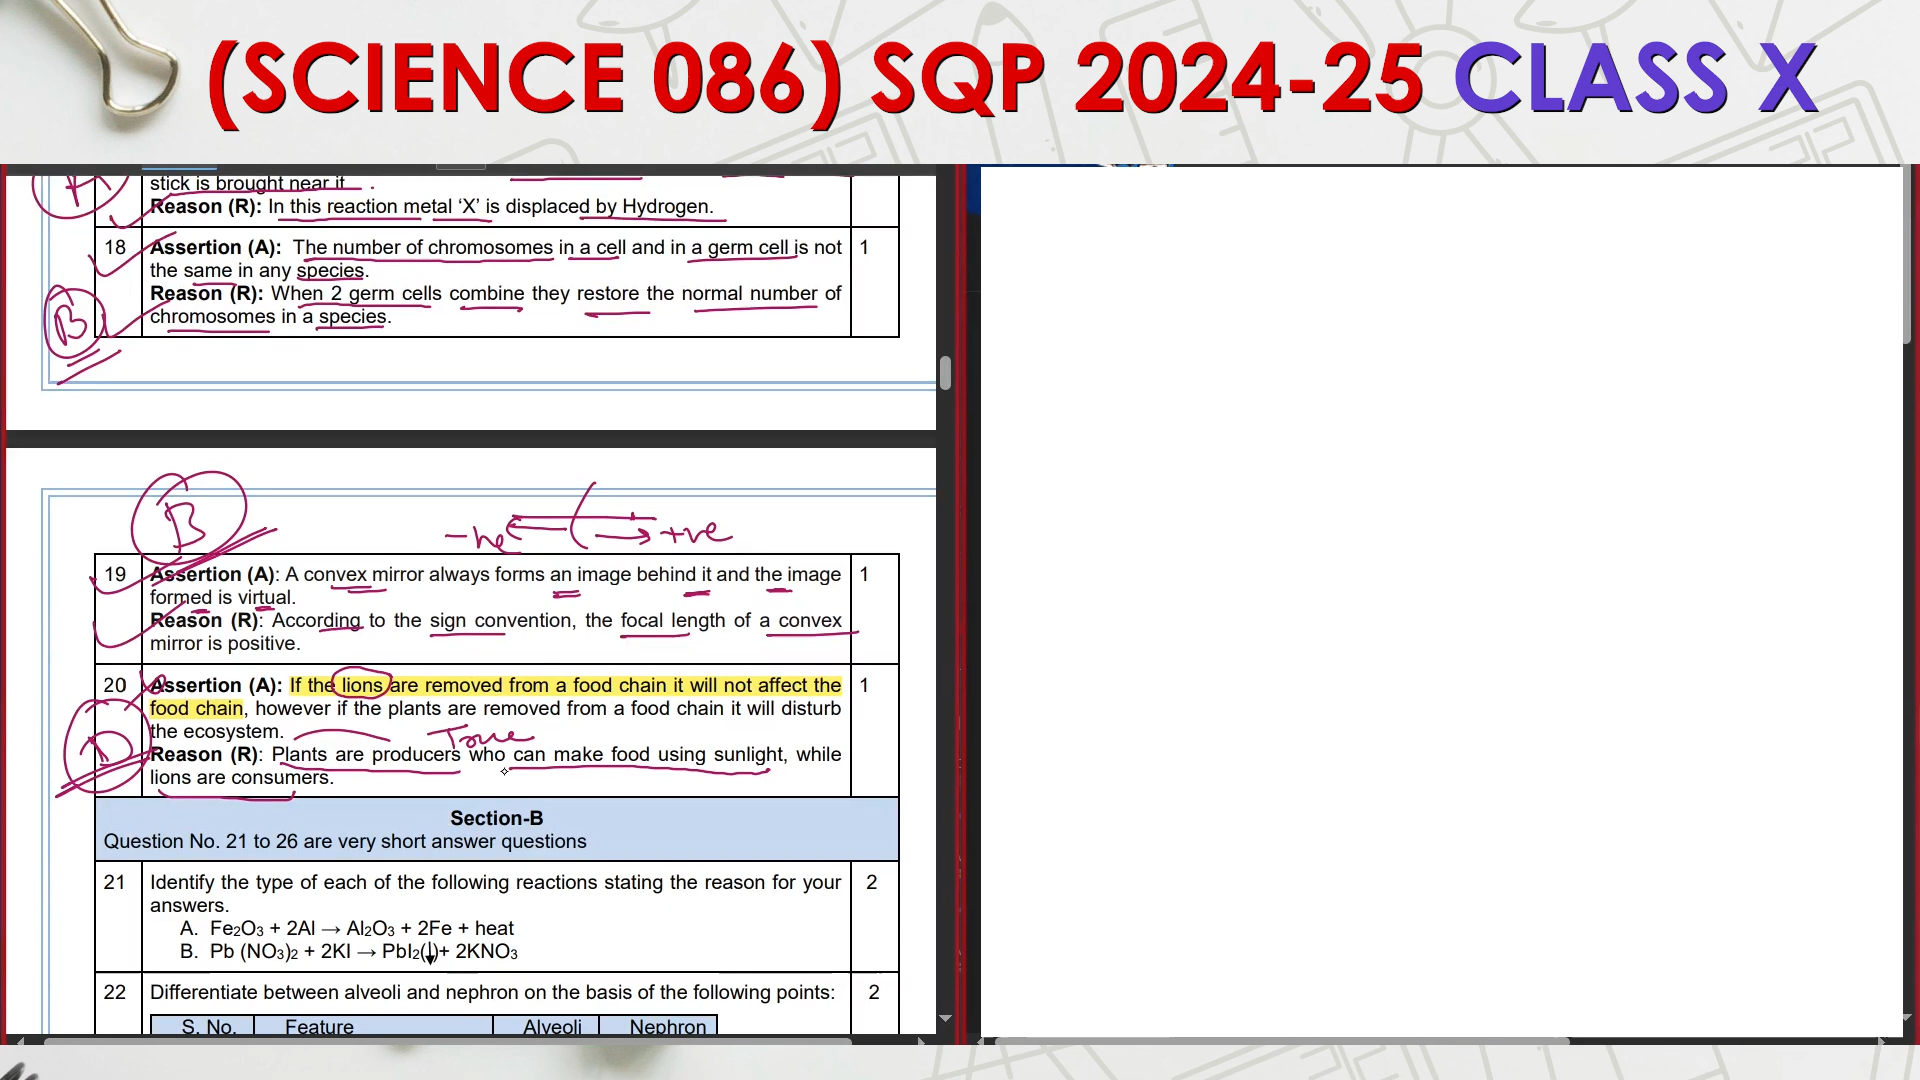 (SCIENCE 086) SQP 2024-25 CLASS X
stick is brought near it .
A
Reason (R): In this reaction metal ‘X’ is displaced by Hydrogen.
18 Assertion (A): The number of chromosomes in a cell and in a germ cell is not 1
the same in any species.
Reason (R): When 2 germ cells combine they restore the normal number of
chromosomes in a species.
B
B
-ve +ve
19 Assertion (A): A convex mirror always forms an image behind it and the image 1
formed is virtual.
Reason (R): According to the sign convention, the focal length of a convex
mirror is positive.
20 Assertion (A): If the lions are removed from a food chain it will not affect the 1
food chain, however if the plants are removed from a food chain it will disturb
the ecosystem.
True
D
Reason (R): Plants are producers who can make food using sunlight, while
lions are consumers.
Section-B
Question No. 21 to 26 are very short answer questions
21 Identify the type of each of the following reactions stating the reason for your 2
answers.
A. Fe₂O₃ + 2Al → Al₂O₃ + 2Fe + heat
B. Pb (NO₃)₂ + 2KI → PbI₂(↓)+ 2KNO₃
22 Differentiate between alveoli and nephron on the basis of the following points: 2
S. No. Feature Alveoli Nephron